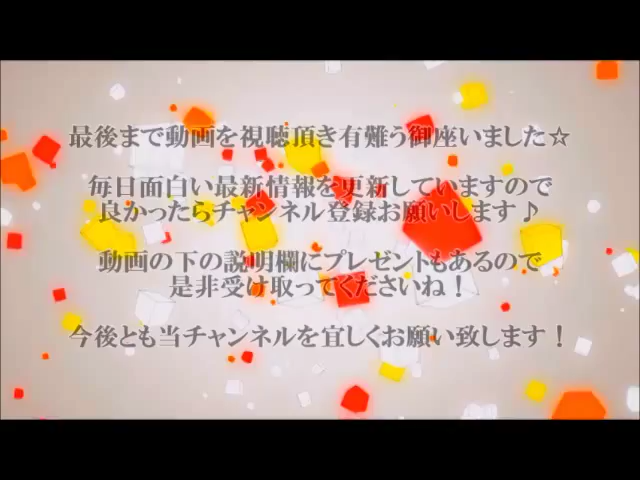 最後まで動画を視聴頂き有難う御座いました☆
毎日面白い最新情報を更新していますので
良かったらチャンネル登録お願いします♪
動画の下の説明欄にプレゼントもあるので
是非受け取ってくださいね！
今後とも当チャンネルを宜しくお願い致します！